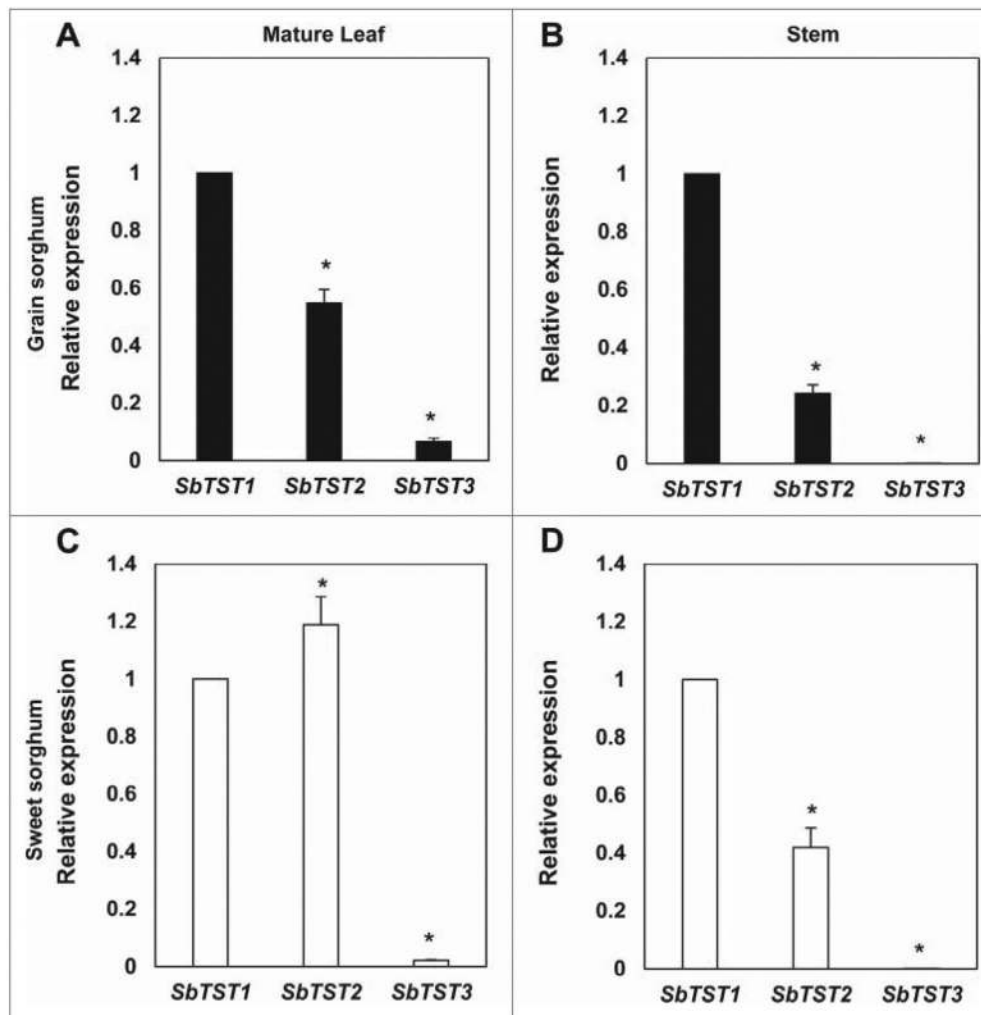 A
Mature Leaf
1.4
1.2
1
0.8
0.6
0.4
0.2
0
Grain sorghum
Relative expression
*
*
SbTST1 SbTST2 SbTST3
B
Stem
1.4
1.2
1
0.8
0.6
0.4
0.2
0
Relative expression
*
*
SbTST1 SbTST2 SbTST3
C
1.4
1.2
1
0.8
0.6
0.4
0.2
0
Sweet sorghum
Relative expression
*
*
SbTST1 SbTST2 SbTST3
D
1.4
1.2
1
0.8
0.6
0.4
0.2
0
Relative expression
*
*
SbTST1 SbTST2 SbTST3